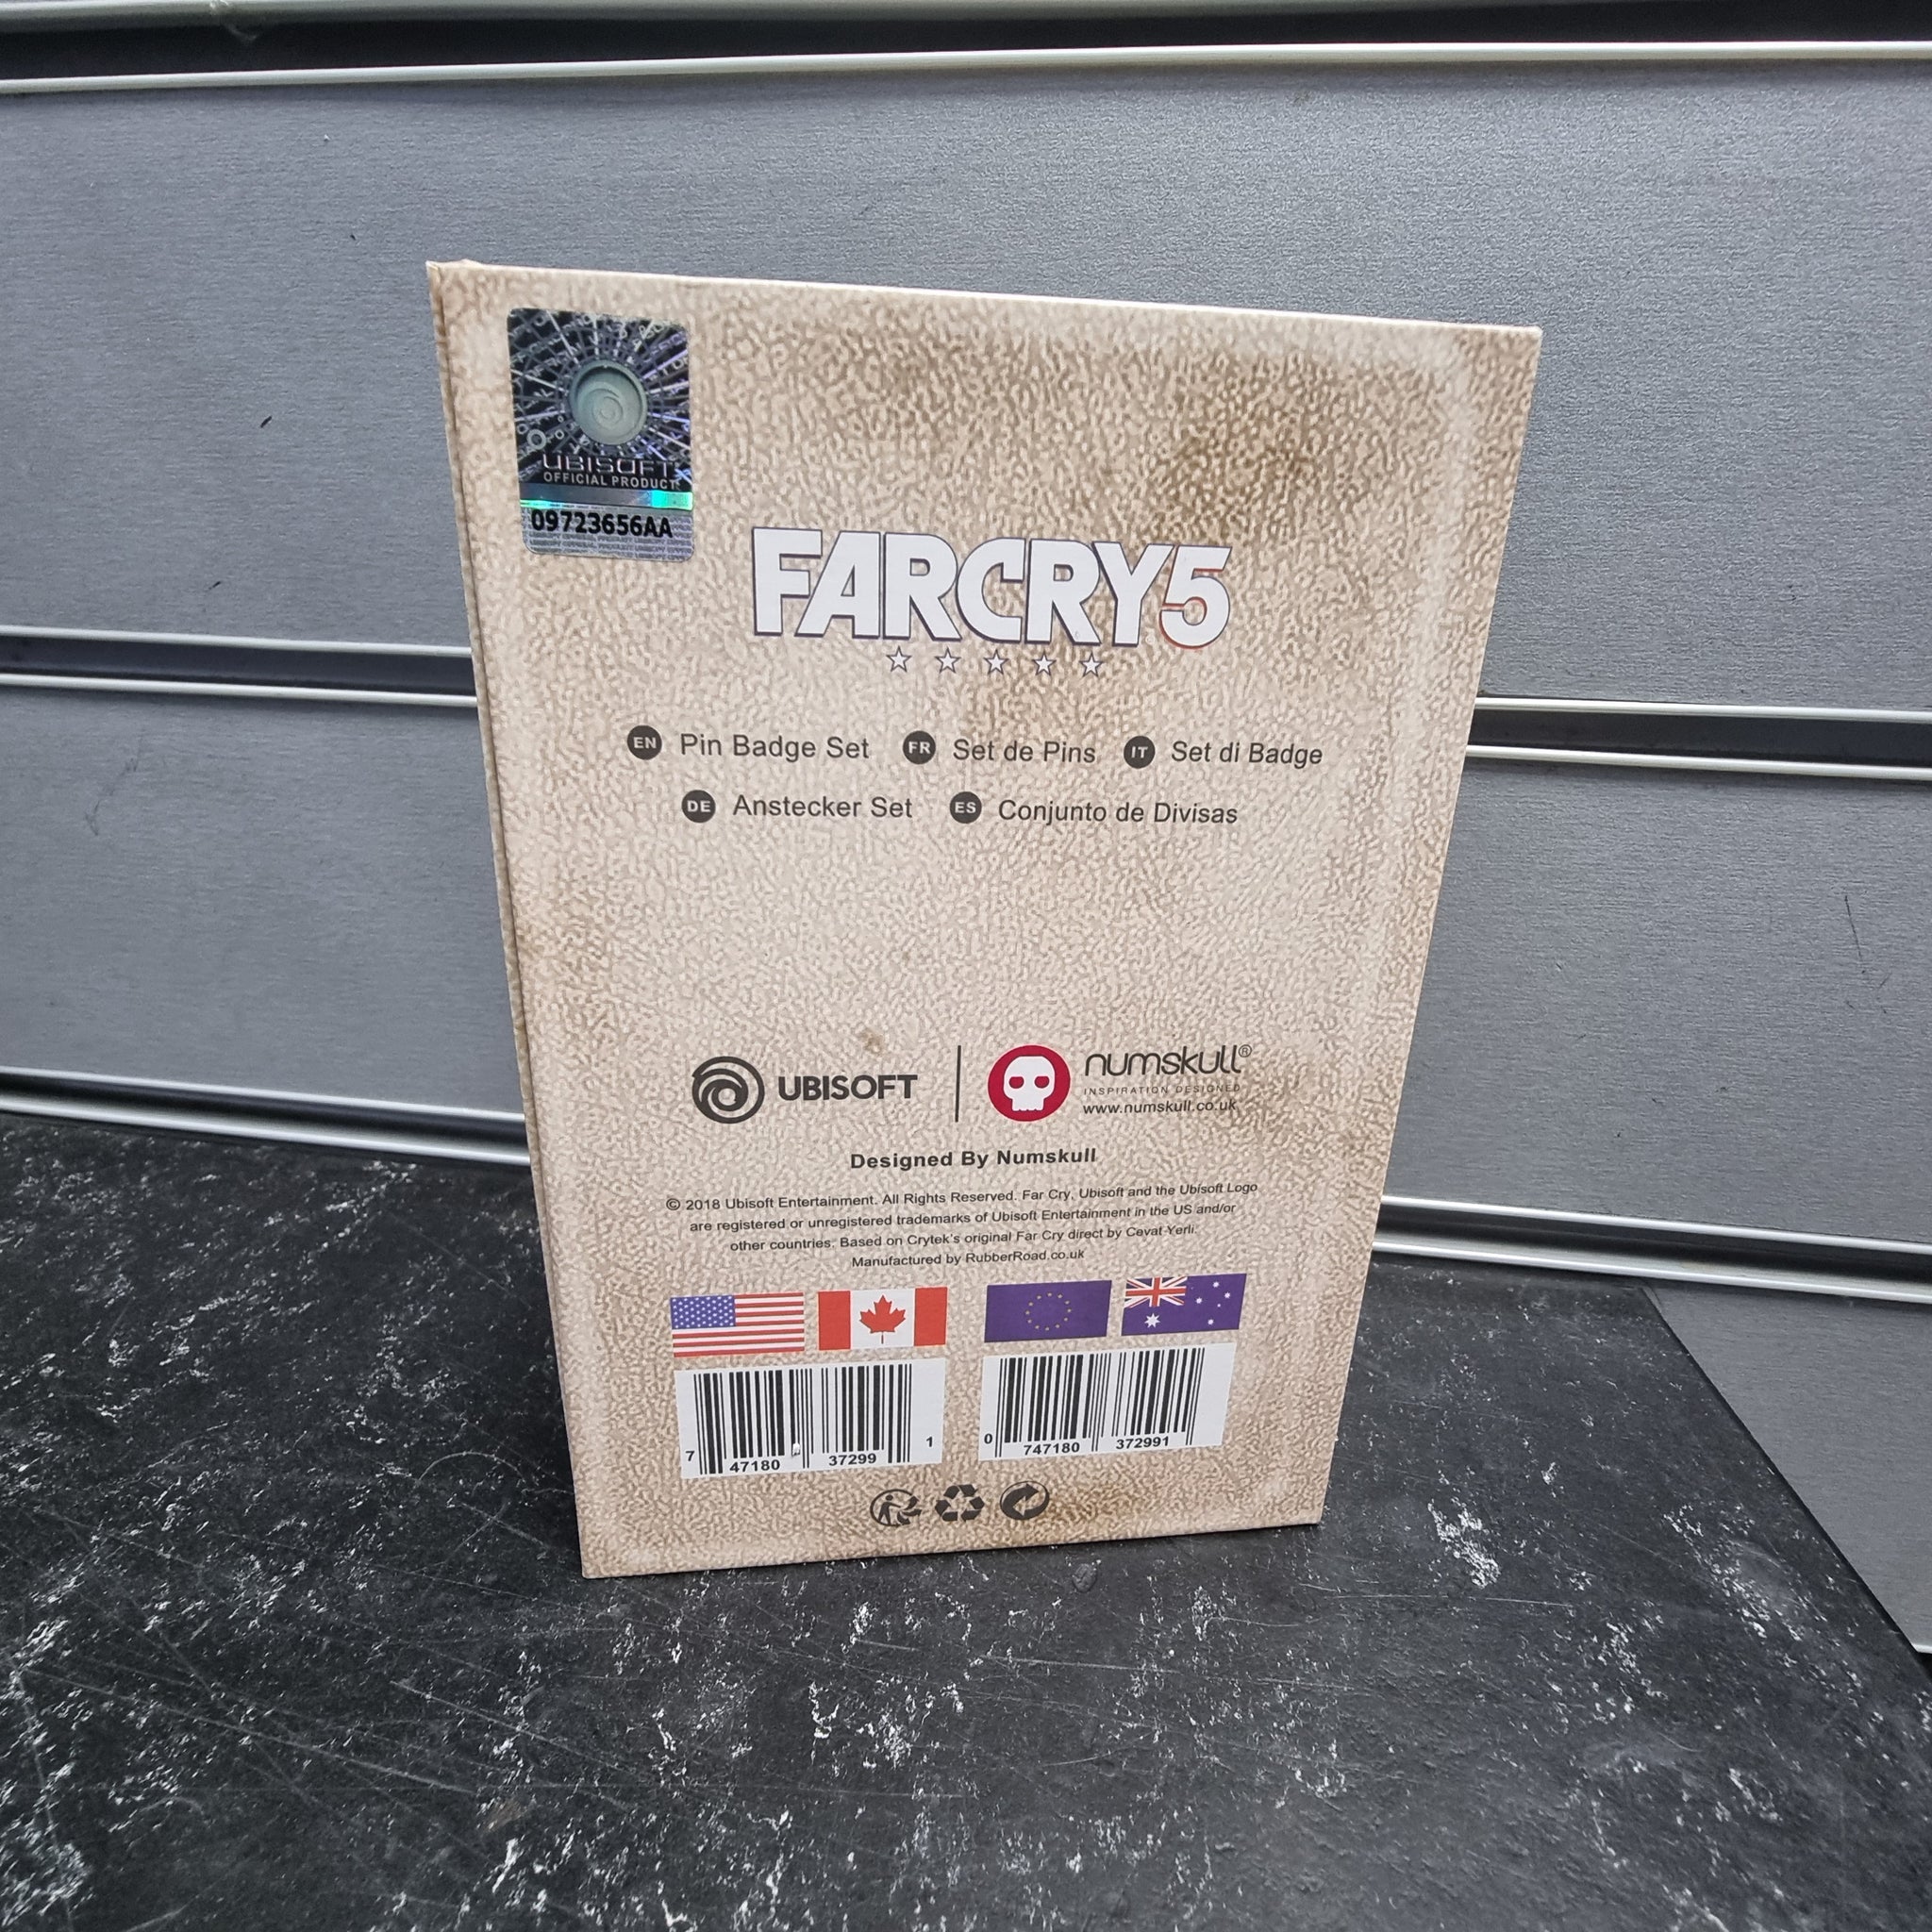 UBISOFT
OFFICIAL PRODUCT
09723656AA
FARCRY5
EN Pin Badge Set FR Set de Pins IT Set di Badge
DE Anstecker Set ES Conjunto de Divisas
UBISOFT
numskull®
INSPIRATION DESIGNED
www.numskull.co.uk
Designed By Numskull
© 2018 Ubisoft Entertainment. All Rights Reserved. Far Cry, Ubisoft and the Ubisoft Logo
are registered or unregistered trademarks of Ubisoft Entertainment in the US and/or
other countries. Based on Crytek's original Far Cry direct by Cevat Yerli.
Manufactured by RubberRoad.co.uk
7 47180 37299 1
0 747180 372991